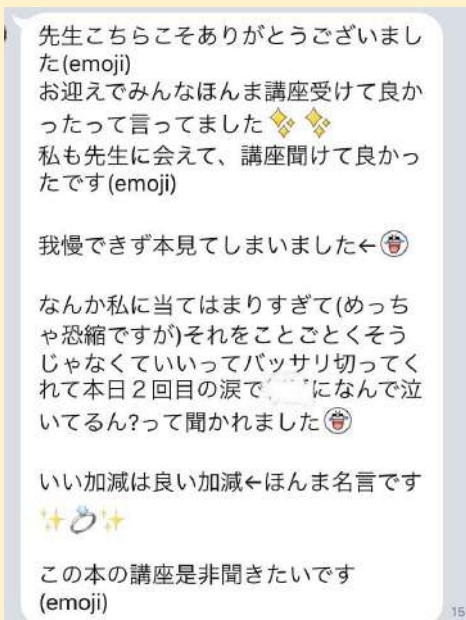 先生こちらこそありがとうございまし
た(emoji)
お迎えでみんなほんま講座受けて良か
ったって言ってました✨✨
私も先生に会えて、講座聞けて良かっ
たです(emoji)
我慢できず本見てしまいました←
なんか私に当てはまりすぎて(めっち
ゃ恐縮ですが)それをことごとくそう
じゃなくていいってバッサリ切ってく
れて本日２回目の涙で になんで泣
いてるん?って聞かれました
いい加減は良い加減←ほんま名言です
✨💍✨
この本の講座是非聞きたいです
(emoji)
15